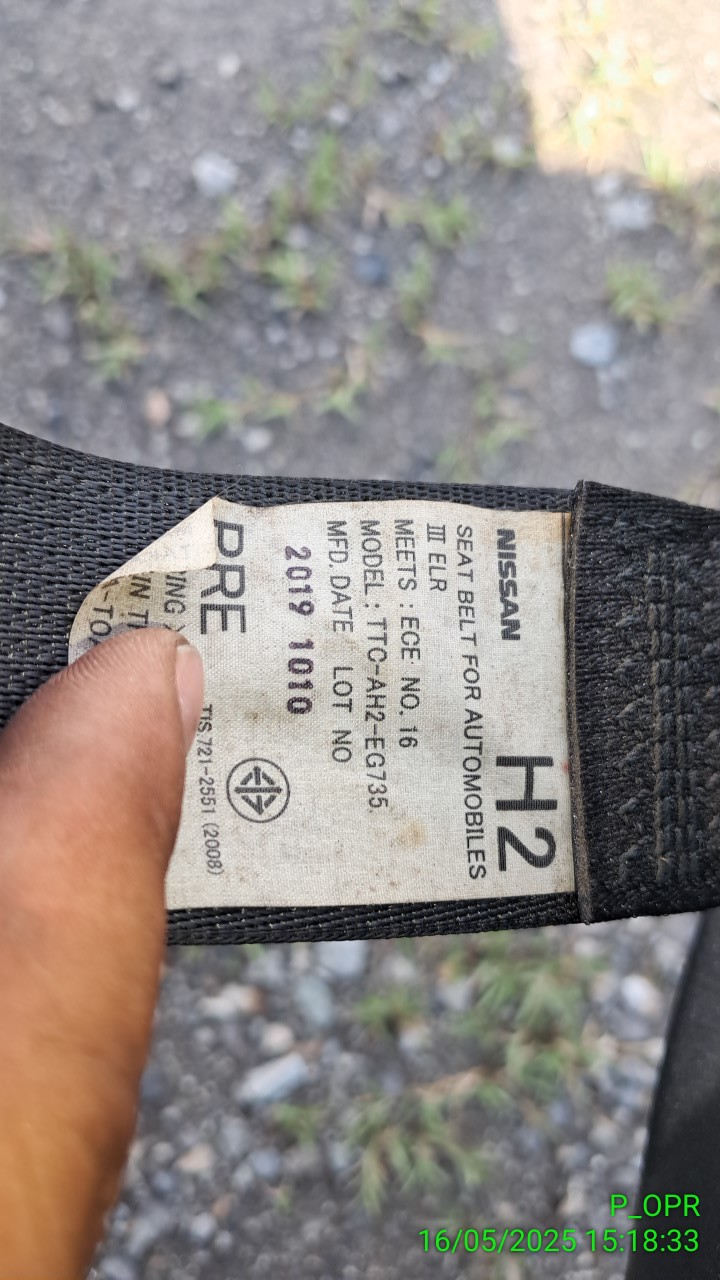 NISSAN H2
SEAT BELT FOR AUTOMOBILES
III ELR
MEETS : ECE NO. 16
MODEL : TTC-AH2-EG735.
MFD. DATE LOT NO
2019 1010
PRE
TIS 721-2551 (2008)
P_OPR
16/05/2025 15:18:33